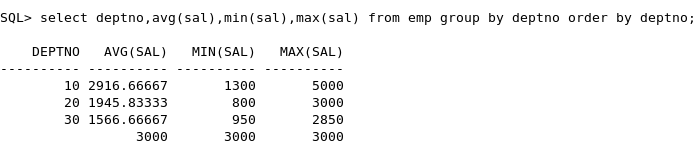 SQL> select deptno,avg(sal),min(sal),max(sal) from emp group by deptno order by deptno;
    DEPTNO   AVG(SAL)   MIN(SAL)   MAX(SAL)
---------- ---------- ---------- ----------
        10 2916.66667       1300       5000
        20 1945.83333        800       3000
        30 1566.66667        950       2850
                 3000       3000       3000